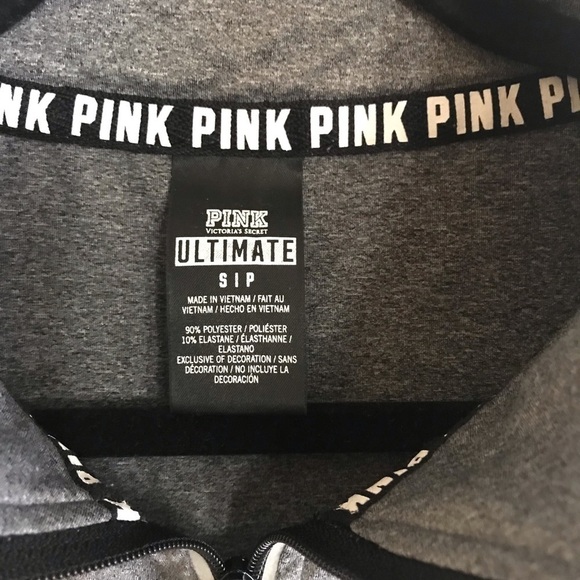 NK PINK PINK PINK PINK PI
PINK
VICTORIA'S SECRET
ULTIMATE
S | P
MADE IN VIETNAM / FAIT AU
VIETNAM / HECHO EN VIETNAM
90% POLYESTER / POLIÉSTER
10% ELASTANE / ÉLASTHANNE /
ELASTANO
EXCLUSIVE OF DECORATION / SANS
DÉCORATION / NO INCLUYE LA
DECORACIÓN